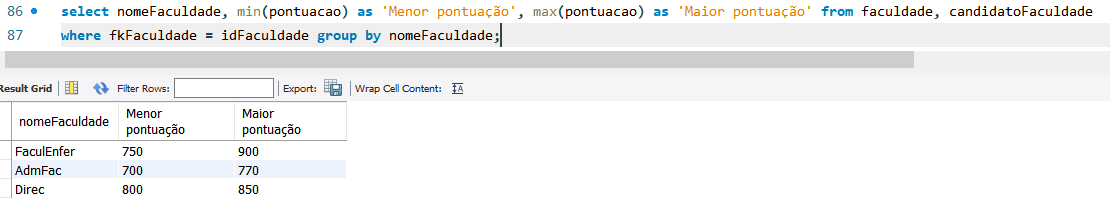 86 select nomeFaculdade, min(pontuacao) as 'Menor pontuação', max(pontuacao) as 'Maior pontuação' from faculdade, candidatoFaculdade
87 where fkFaculdade = idFaculdade group by nomeFaculdade;
Result Grid Filter Rows: Export: Wrap Cell Content: IA
nomeFaculdade Menor pontuação Maior pontuação
FaculEnfer 750 900
AdmFac 700 770
Direc 800 850